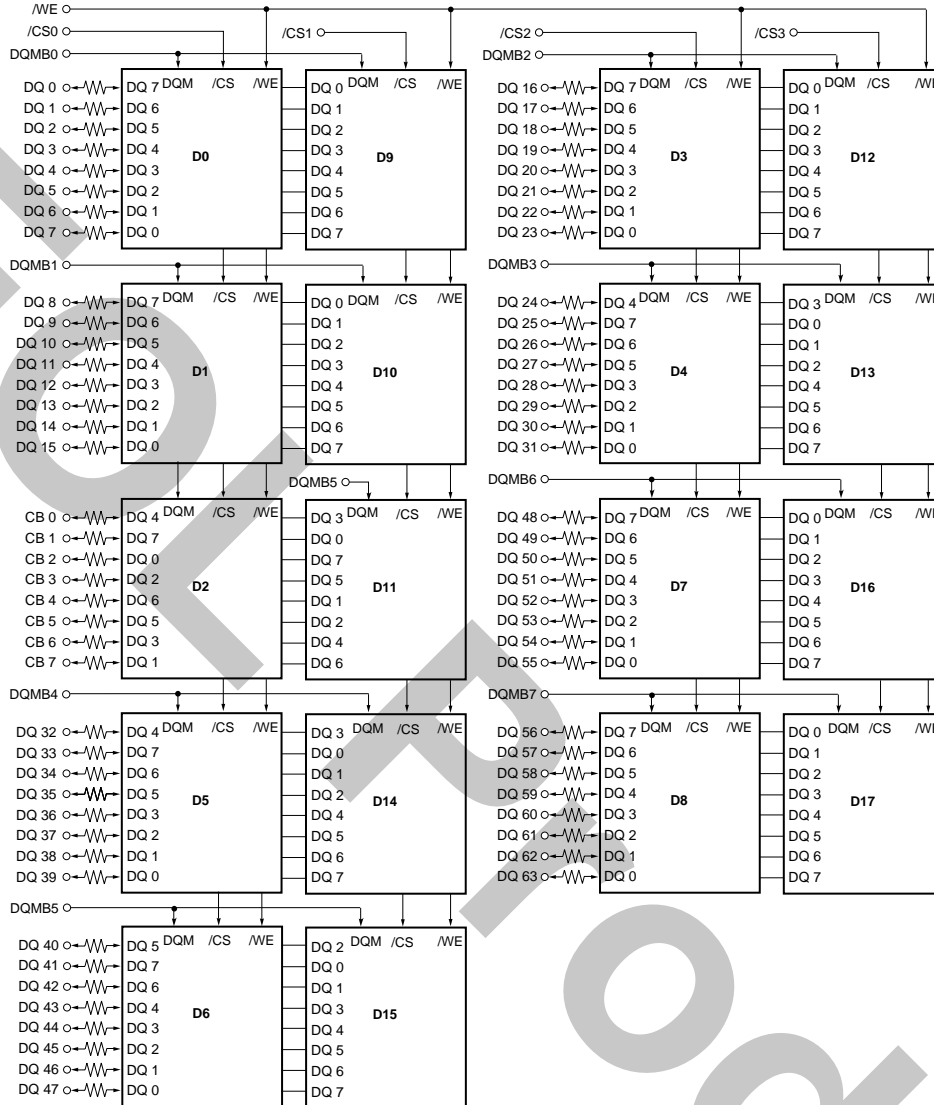 /WE
/CS0 /CS1 /CS2 /CS3
DQMB0 DQMB2
DQM /CS /WE DQM /CS /WE DQM /CS /WE DQM /CS
DQ 0 DQ 7 DQ 0 DQ 16 DQ 7 DQ 0
DQ 1 DQ 6 DQ 1 DQ 17 DQ 6 DQ 1
DQ 2 DQ 5 DQ 2 DQ 18 DQ 5 DQ 2
DQ 3 DQ 4 DQ 3 DQ 19 DQ 4 DQ 3
D0 D9 D3 D12
DQ 4 DQ 3 DQ 4 DQ 20 DQ 3 DQ 4
DQ 5 DQ 2 DQ 5 DQ 21 DQ 2 DQ 5
DQ 6 DQ 1 DQ 6 DQ 22 DQ 1 DQ 6
DQ 7 DQ 0 DQ 7 DQ 23 DQ 0 DQ 7
DQMB1 DQMB3
DQM /CS /WE DQM /CS /WE DQM /CS /WE DQM /CS
DQ 8 DQ 7 DQ 0 DQ 24 DQ 4 DQ 3
DQ 9 DQ 6 DQ 1 DQ 25 DQ 7 DQ 0
DQ 10 DQ 5 DQ 2 DQ 26 DQ 6 DQ 1
DQ 11 DQ 4 DQ 3 DQ 27 DQ 5 DQ 2
D1 D10 D4 D13
DQ 12 DQ 3 DQ 4 DQ 28 DQ 3 DQ 4
DQ 13 DQ 2 DQ 5 DQ 29 DQ 2 DQ 5
DQ 14 DQ 1 DQ 6 DQ 30 DQ 1 DQ 6
DQ 15 DQ 0 DQ 7 DQ 31 DQ 0 DQ 7
DQMB5 DQMB6
DQM /CS /WE DQM /CS /WE DQM /CS /WE DQM /CS
CB 0 DQ 4 DQ 3 DQ 48 DQ 7 DQ 0
CB 1 DQ 7 DQ 0 DQ 49 DQ 6 DQ 1
CB 2 DQ 0 DQ 7 DQ 50 DQ 5 DQ 2
CB 3 DQ 2 DQ 5 DQ 51 DQ 4 DQ 3
D2 D11 D7 D16
CB 4 DQ 6 DQ 1 DQ 52 DQ 3 DQ 4
CB 5 DQ 5 DQ 2 DQ 53 DQ 2 DQ 5
CB 6 DQ 3 DQ 4 DQ 54 DQ 1 DQ 6
CB 7 DQ 1 DQ 6 DQ 55 DQ 0 DQ 7
DQMB4 DQMB7
DQM /CS /WE DQM /CS /WE DQM /CS /WE DQM /CS
DQ 32 DQ 4 DQ 3 DQ 56 DQ 7 DQ 0
DQ 33 DQ 7 DQ 0 DQ 57 DQ 6 DQ 1
DQ 34 DQ 6 DQ 1 DQ 58 DQ 5 DQ 2
DQ 35 DQ 5 DQ 2 DQ 59 DQ 4 DQ 3
D5 D14 D8 D17
DQ 36 DQ 3 DQ 4 DQ 60 DQ 3 DQ 4
DQ 37 DQ 2 DQ 5 DQ 61 DQ 2 DQ 5
DQ 38 DQ 1 DQ 6 DQ 62 DQ 1 DQ 6
DQ 39 DQ 0 DQ 7 DQ 63 DQ 0 DQ 7
DQMB5
DQM /CS /WE DQM /CS /WE
DQ 40 DQ 5 DQ 2
DQ 41 DQ 7 DQ 0
DQ 42 DQ 6 DQ 1
DQ 43 DQ 4 DQ 3
D6 D15
DQ 44 DQ 3 DQ 4
DQ 45 DQ 2 DQ 5
DQ 46 DQ 1 DQ 6
DQ 47 DQ 0 DQ 7